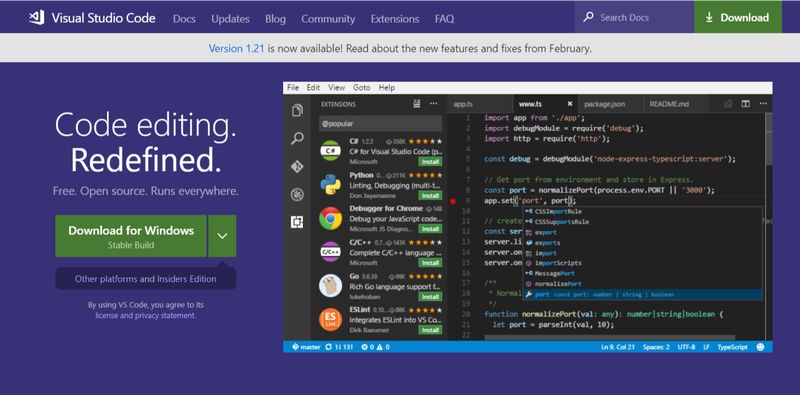 Visual Studio Code Docs Updates Blog Community Extensions FAQ Search Docs Download
Version 1.21 is now available! Read about the new features and fixes from February.
Code editing.
Redefined.
Free. Open source. Runs everywhere.
Download for Windows
Stable Build
Other platforms and Insiders Edition
By using VS Code, you agree to its
license and privacy statement.
File Edit View Goto Help
EXTENSIONS
@popular
C# 1.2.2 356K
C# for Visual Studio Code (p...
Microsoft Install
Python 0... 211K
Linting, Debugging (multi-t...
Don Jayamanne Install
Debugger for Chrome 148
Debug your JavaScript code...
Microsoft JS Diagno... Install
C/C++ 0.7... 143K
Complete C/C++ language ...
Microsoft Install
Go 0.6.39 99K
Rich Go language support f...
lukehoban Install
ESLint 0.10... 88K
Integrates ESLint into VS Co...
Dirk Baeumer Install
app.ts www.ts package.json README.md
1 import app from './app';
2 import debugModule = require('debug');
3 import http = require('http');
4
5 const debug = debugModule('node-express-typescript:server');
6
7 // Get port from environment and store in Express.
8 const port = normalizePort(process.env.PORT || '3000');
9 app.set('port', port);
10
11 // create
12 const ser
13 server.li
14 server.on
15 server.on
16
17 /**
18 * Normal
19 */
20 function normalizePort(val: any): number|string|boolean {
21 let port = parseInt(val, 10);
22
CSSImportRule
CSSSupportsRule
export
exports
import
importScripts
MessagePort
normalizePort
port const port: number | string | boolean
master 1↓ 13↑ 0 0 Ln 9, Col 21 Spaces: 2 UTF-8 LF TypeScript